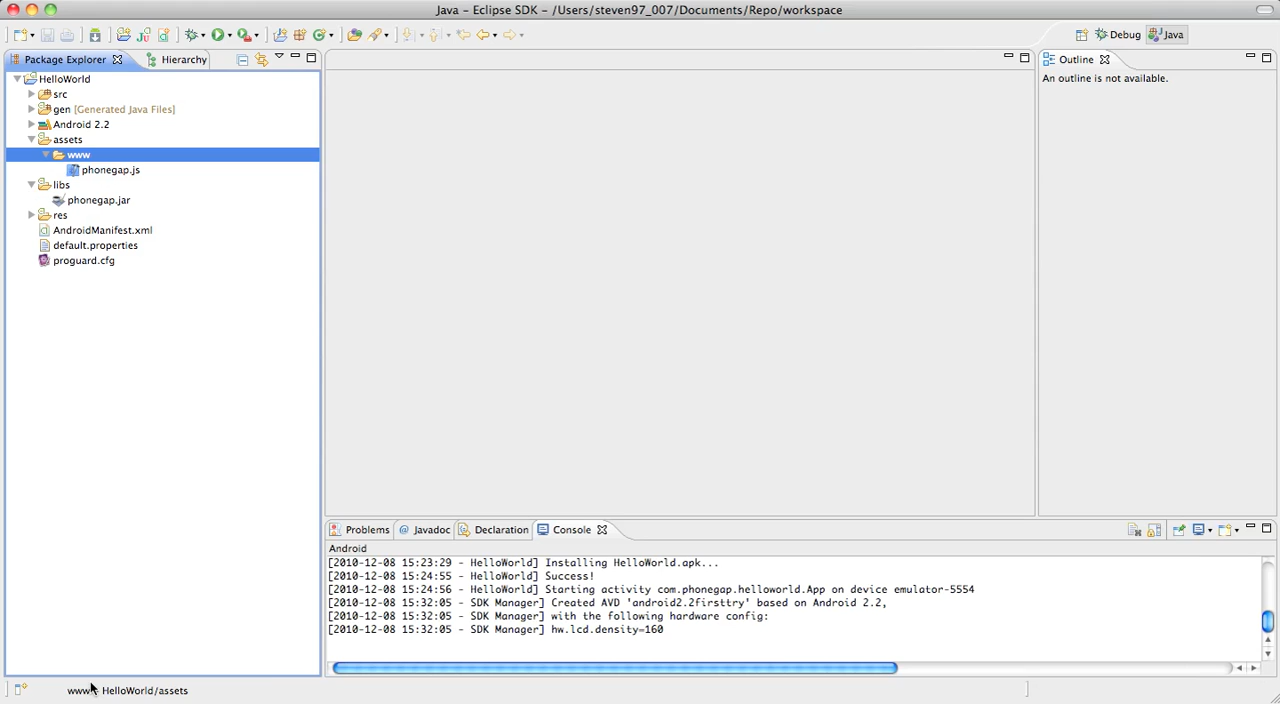 Java - Eclipse SDK - /Users/steven97_007/Documents/Repo/workspace
Debug Java
Package Explorer Hierarchy
HelloWorld
src
gen [Generated Java Files]
Android 2.2
assets
www
phonegap.js
libs
phonegap.jar
res
AndroidManifest.xml
default.properties
proguard.cfg
Outline
An outline is not available.
Problems @ Javadoc Declaration Console
Android
[2010-12-08 15:23:29 - HelloWorld] Installing HelloWorld.apk...
[2010-12-08 15:24:55 - HelloWorld] Success!
[2010-12-08 15:24:56 - HelloWorld] Starting activity com.phonegap.helloworld.App on device emulator-5554
[2010-12-08 15:32:05 - SDK Manager] Created AVD 'android2.2firsttry' based on Android 2.2,
[2010-12-08 15:32:05 - SDK Manager] with the following hardware config:
[2010-12-08 15:32:05 - SDK Manager] hw.lcd.density=160
www - HelloWorld/assets